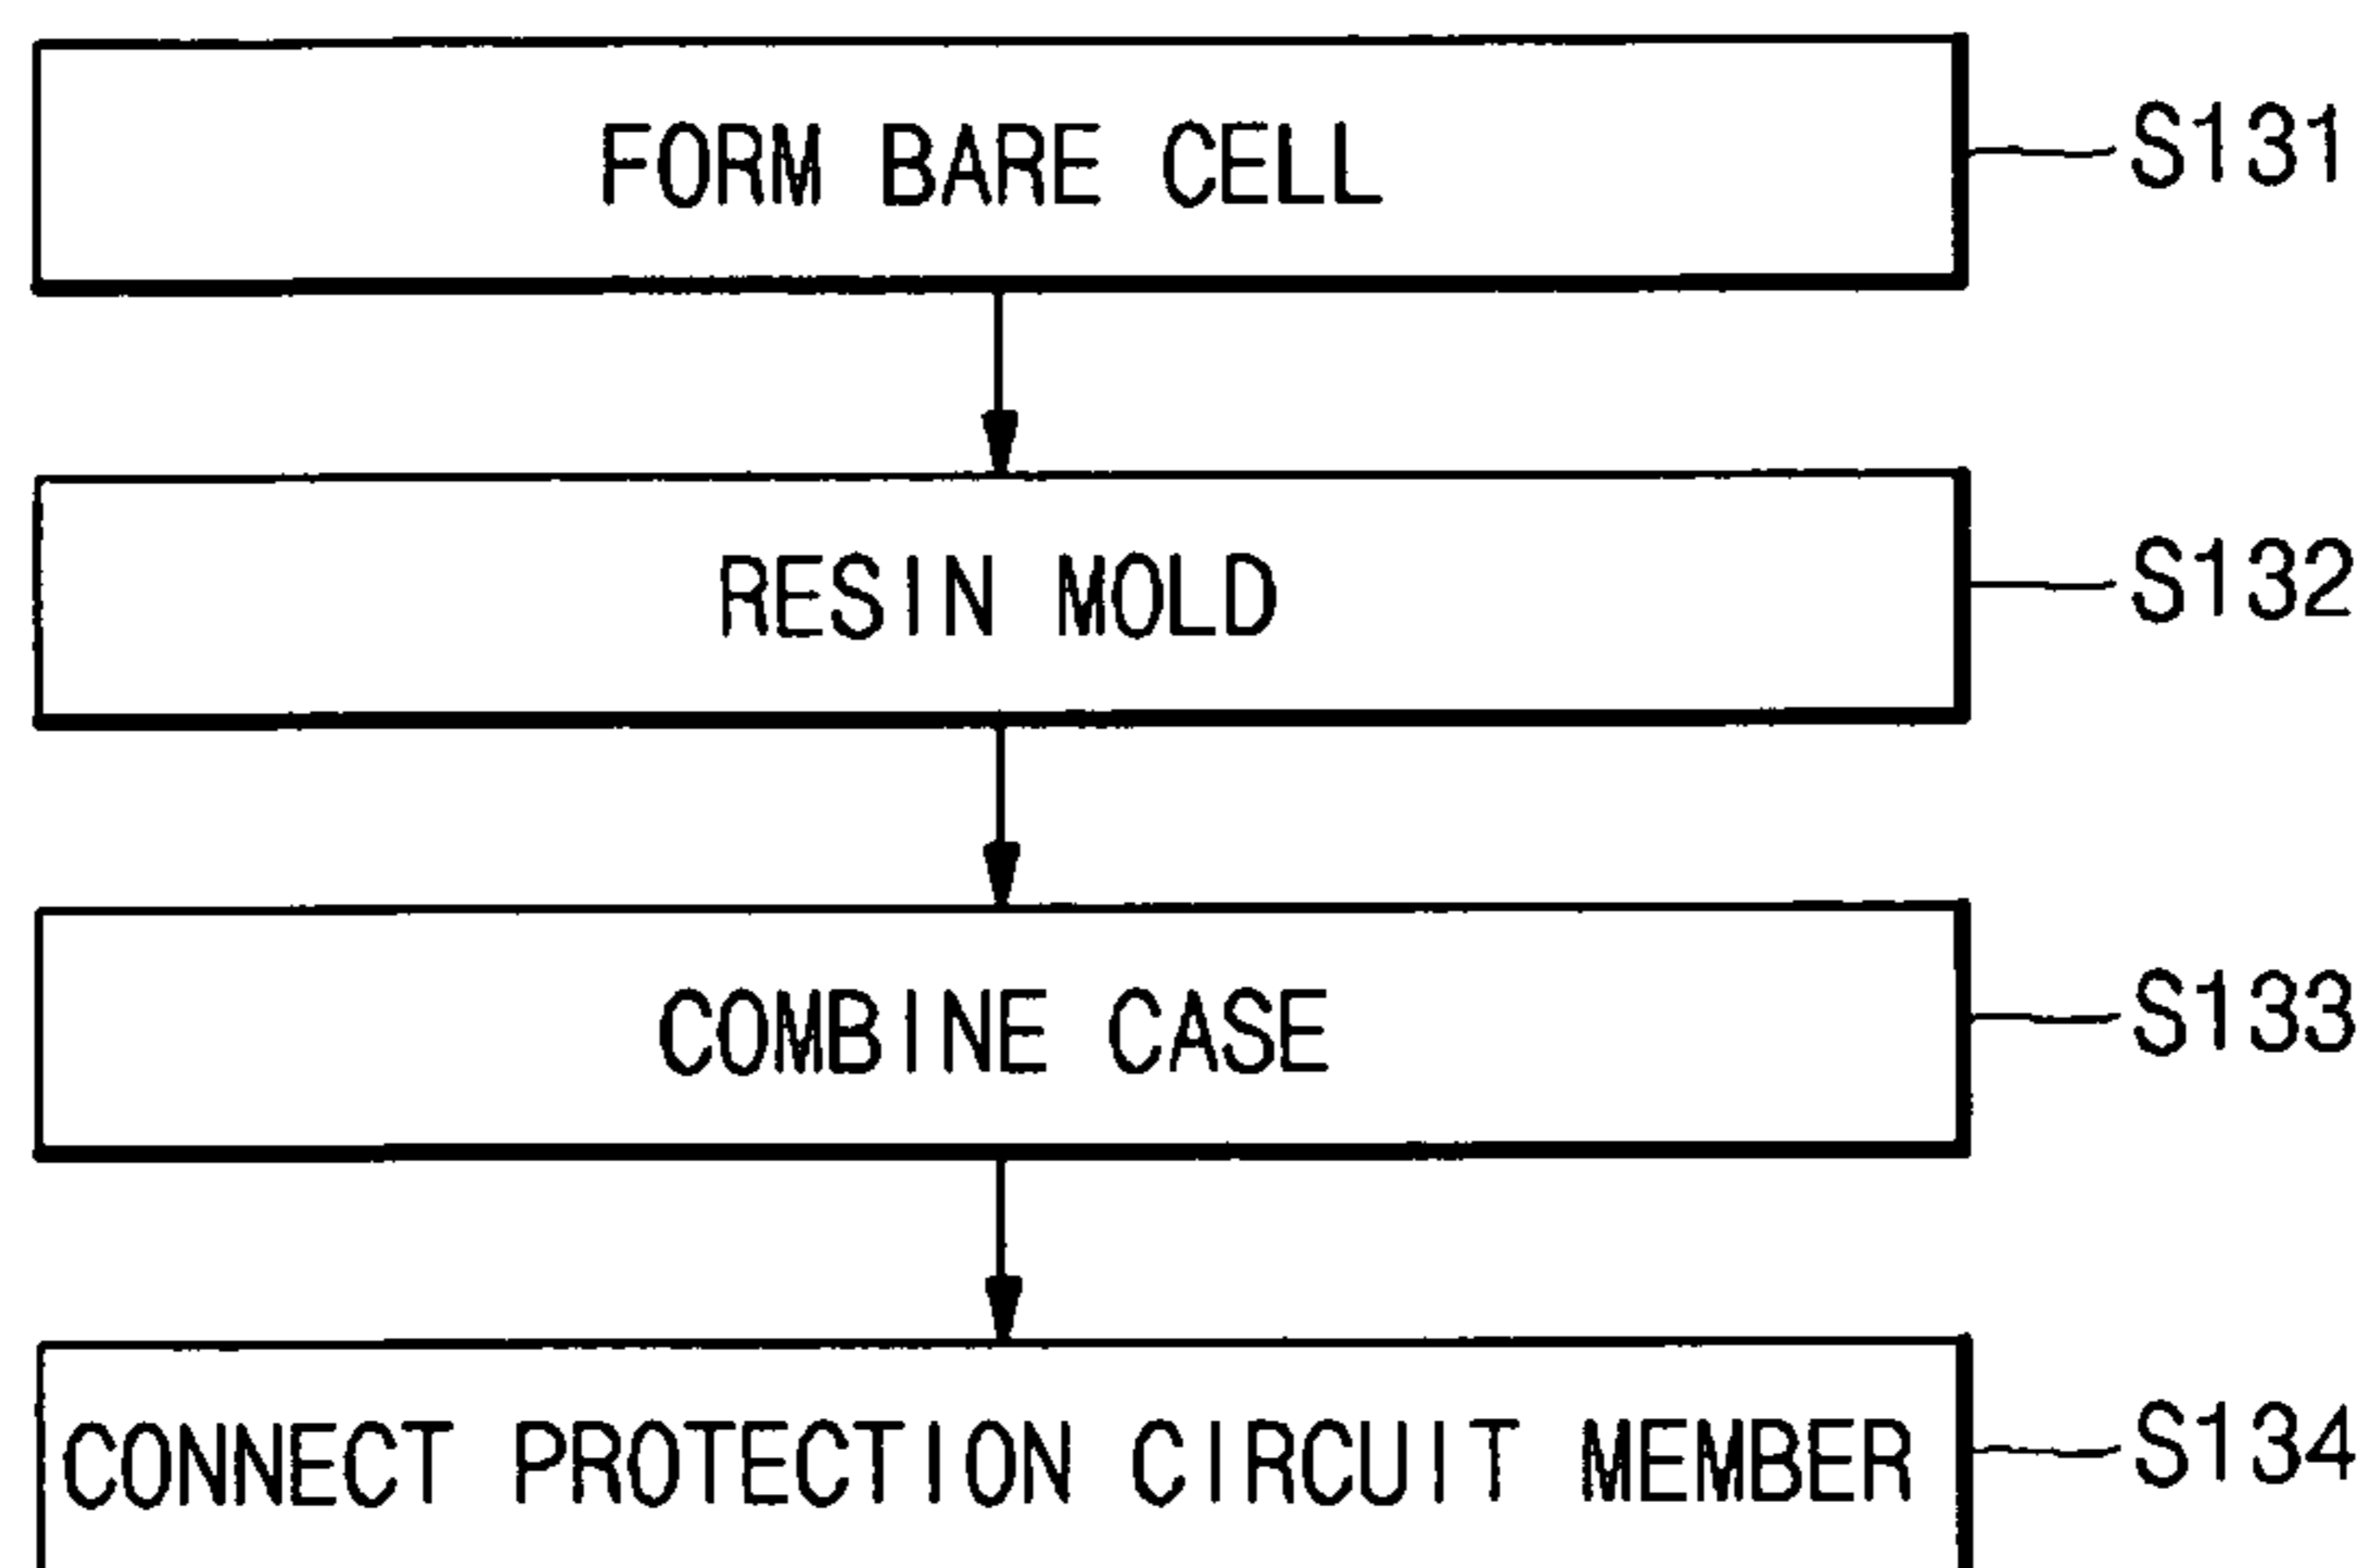 FORM BARE CELL S131
RESIN MOLD S132
COMBINE CASE S133
CONNECT PROTECTION CIRCUIT MEMBER S134